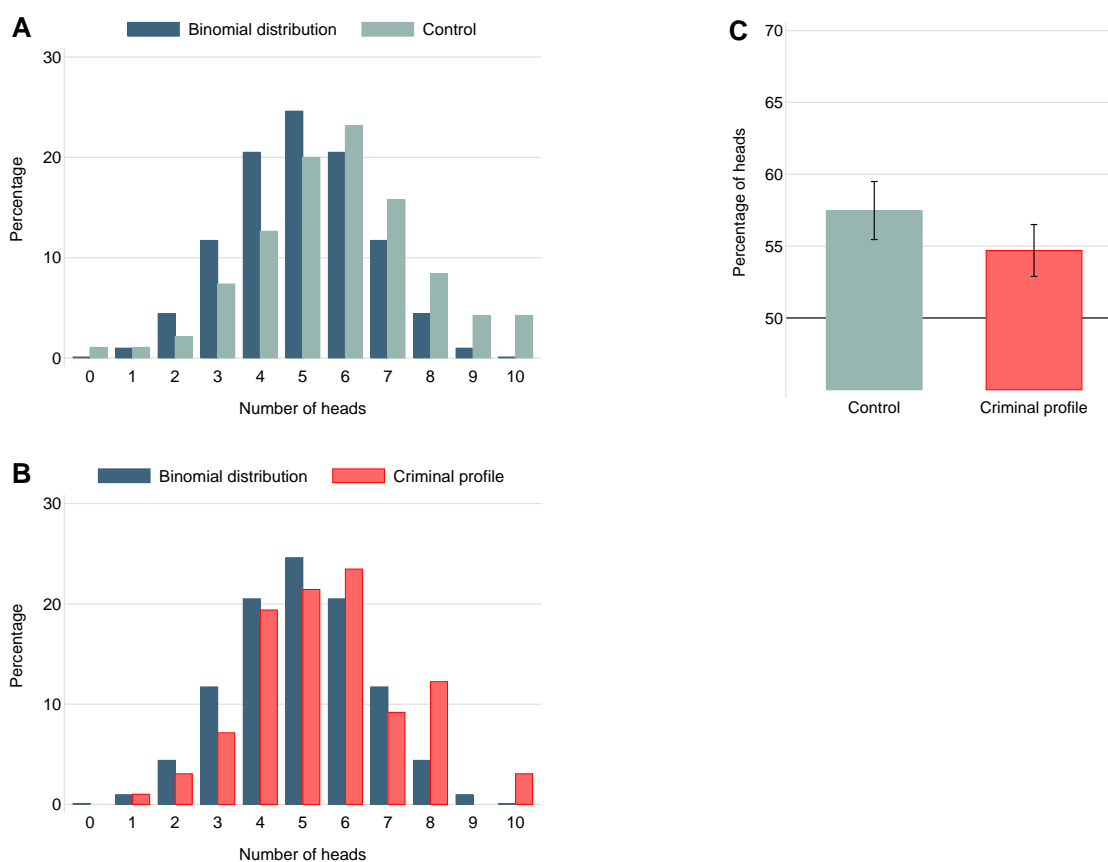 A
Binomial distribution Control
30
20
10
0
Percentage
0 1 2 3 4 5 6 7 8 9 10
Number of heads
B
Binomial distribution Criminal profile
30
20
10
0
Percentage
0 1 2 3 4 5 6 7 8 9 10
Number of heads
C
70
65
60
55
50
Percentage of heads
Control Criminal profile